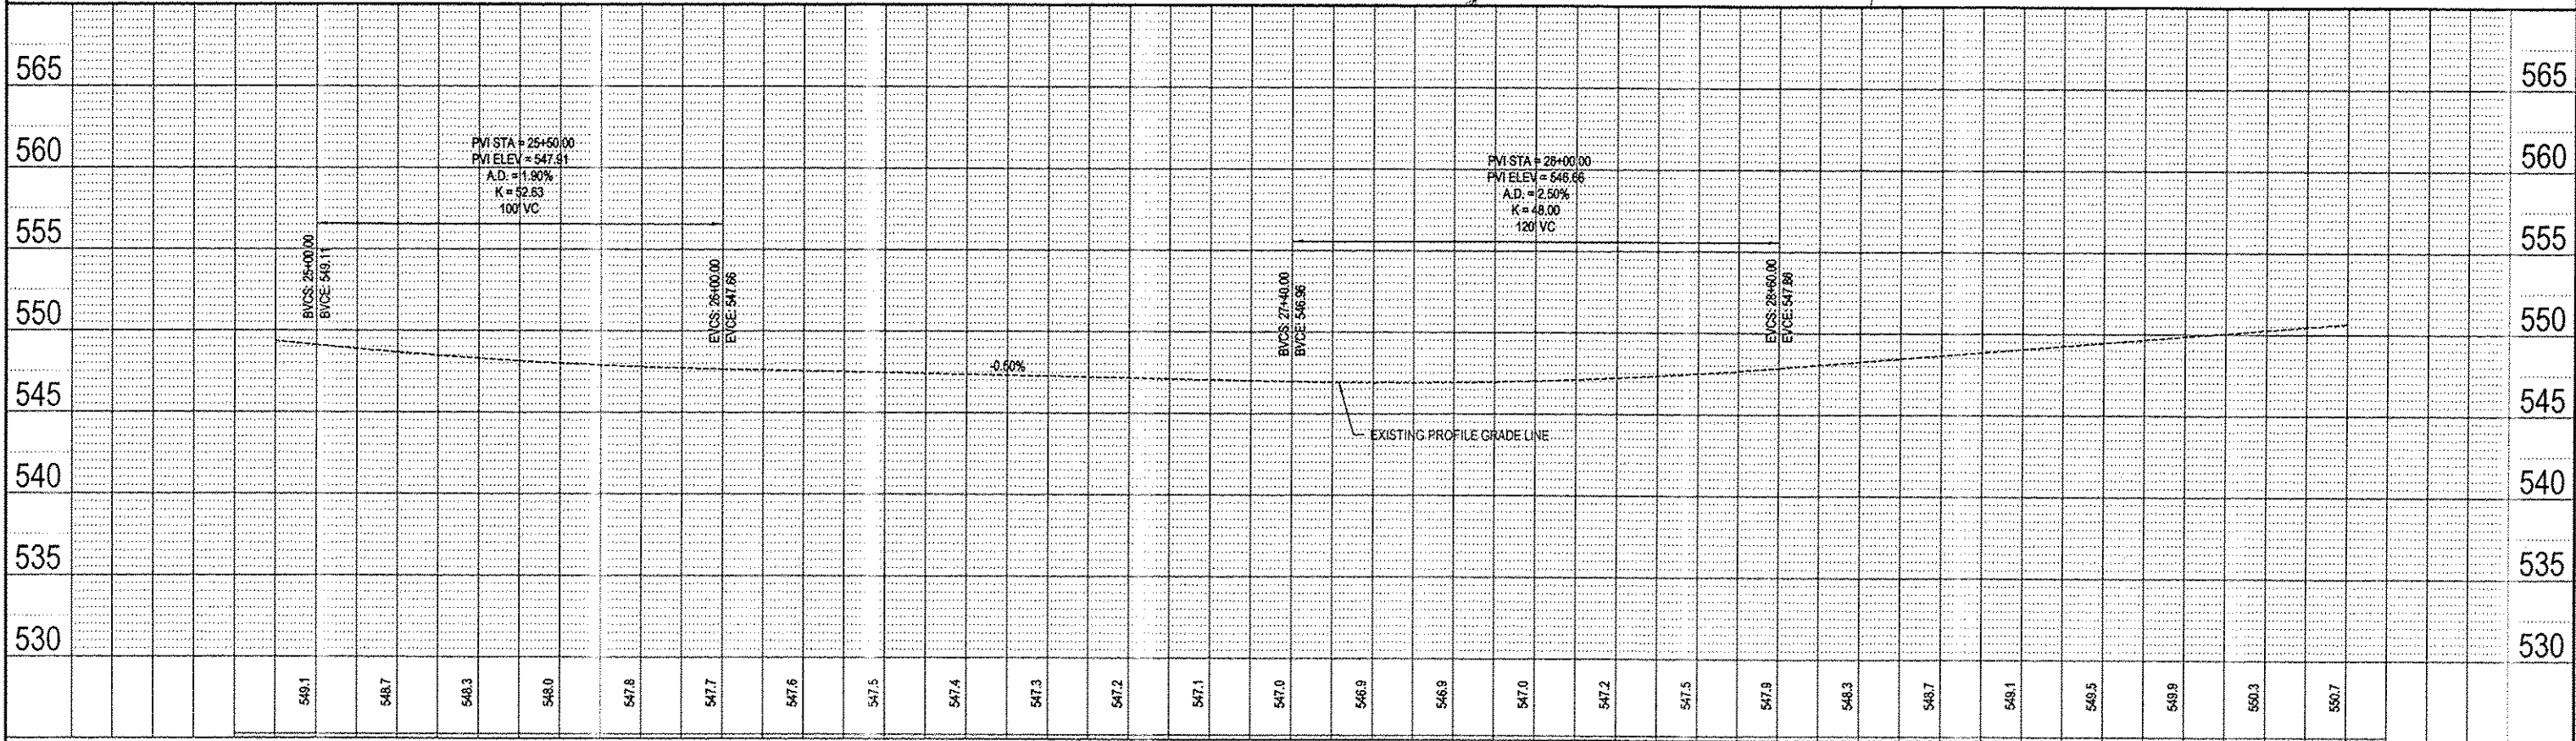 565
560
555
550
545
540
535
530
PVI STA = 25+50.00
PVI ELEV = 547.91
A.D. = 1.90%
K = 52.63
100' VC
BVCS: 25+00.00
BVCE: 549.11
EVCS: 26+00.00
EVCE: 547.66
-0.50%
PVI STA = 28+00.00
PVI ELEV = 546.66
A.D. = 2.50%
K = 48.00
120' VC
BVCS: 27+40.00
BVCE: 546.96
EVCS: 28+60.00
EVCE: 547.86
EXISTING PROFILE GRADE LINE
565
560
555
550
545
540
535
530
549.1
548.7
548.3
548.0
547.8
547.7
547.6
547.5
547.4
547.3
547.2
547.1
547.0
546.9
546.9
547.0
547.2
547.5
547.9
548.3
548.7
549.1
549.5
549.9
550.3
550.7